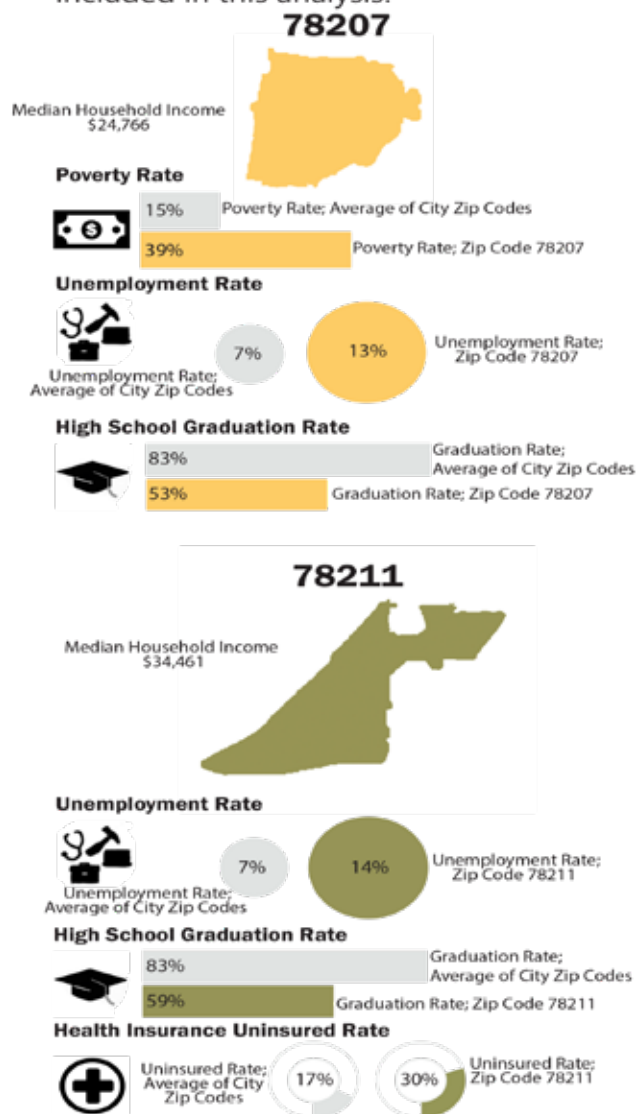 included in this analysis.
78207
Median Household Income
$24,766
Poverty Rate
15%
Poverty Rate; Average of City Zip Codes
$
39%
Poverty Rate; Zip Code 78207
Unemployment Rate
7%
13%
Unemployment Rate;
Zip Code 78207
Unemployment Rate;
Average of City Zip Codes
High School Graduation Rate
83%
Graduation Rate;
Average of City Zip Codes
53%
Graduation Rate; Zip Code 78207
78211
Median Household Income
$34,461
Unemployment Rate
7%
14%
Unemployment Rate;
Zip Code 78211
Unemployment Rate;
Average of City Zip Codes
High School Graduation Rate
83%
Graduation Rate;
Average of City Zip Codes
59%
Graduation Rate; Zip Code 78211
Health Insurance Uninsured Rate
Uninsured Rate;
Average of City
Zip Codes
17%
30%
Uninsured Rate;
Zip Code 78211